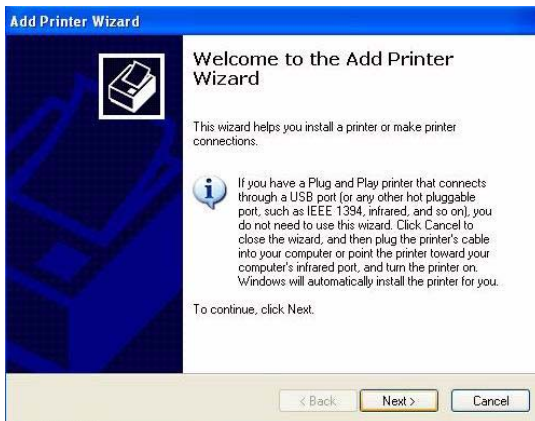 Add Printer Wizard
Welcome to the Add Printer
Wizard
This wizard helps you install a printer or make printer
connections.
If you have a Plug and Play printer that connects
through a USB port (or any other hot pluggable
port, such as IEEE 1394, infrared, and so on), you
do not need to use this wizard. Click Cancel to
close the wizard, and then plug the printer's cable
into your computer or point the printer toward your
computer's infrared port, and turn the printer on.
Windows will automatically install the printer for you.
To continue, click Next.
< Back
Next >
Cancel